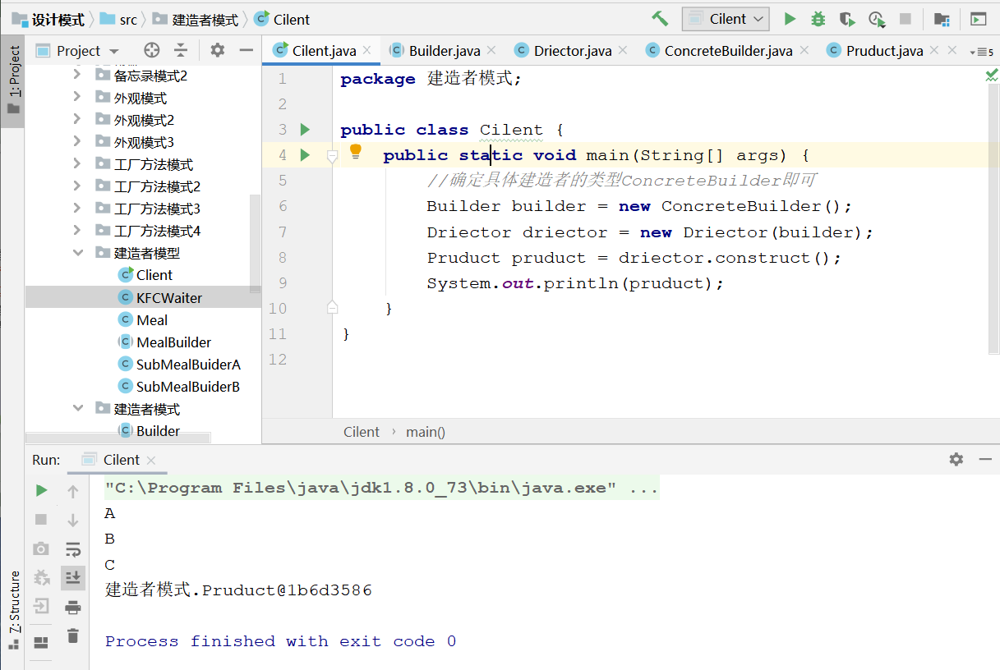 设计模式 src 建造者模式 Cilent Cilent
1: Project
Project Cilent.java Builder.java Driector.java ConcreteBuilder.java Pruduct.java 5
备忘录模式2
外观模式
外观模式2
外观模式3
工厂方法模式
工厂方法模式2
工厂方法模式3
工厂方法模式4
建造者模型
Client
KFCWaiter
Meal
MealBuilder
SubMealBuiderA
SubMealBuiderB
建造者模式
Builder
1 package 建造者模式;
2
3 public class Cilent {
4 public static void main(String[] args) {
5 //确定具体建造者的类型ConcreteBuilder即可
6 Builder builder = new ConcreteBuilder();
7 Driector driector = new Driector(builder);
8 Pruduct pruduct = driector.construct();
9 System.out.println(pruduct);
10 }
11 }
12
Cilent › main()
Run: Cilent
"C:\Program Files\java\jdk1.8.0_73\bin\java.exe" ...
A
B
C
建造者模式.Pruduct@1b6d3586
Process finished with exit code 0
Z: Structure